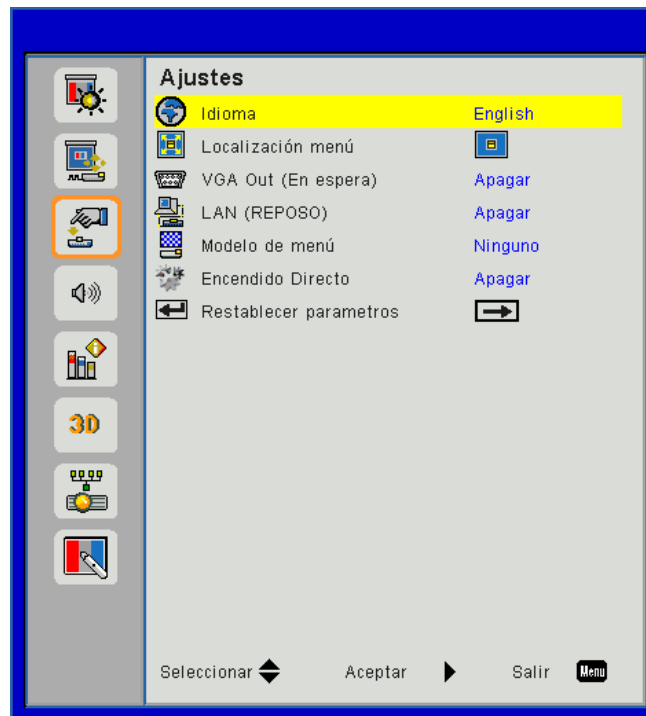 Ajustes
Idioma English
Localización menú
VGA Out (En espera) Apagar
LAN (REPOSO) Apagar
Modelo de menú Ninguno
Encendido Directo Apagar
Restablecer parametros
3D
Seleccionar Aceptar Salir Menu